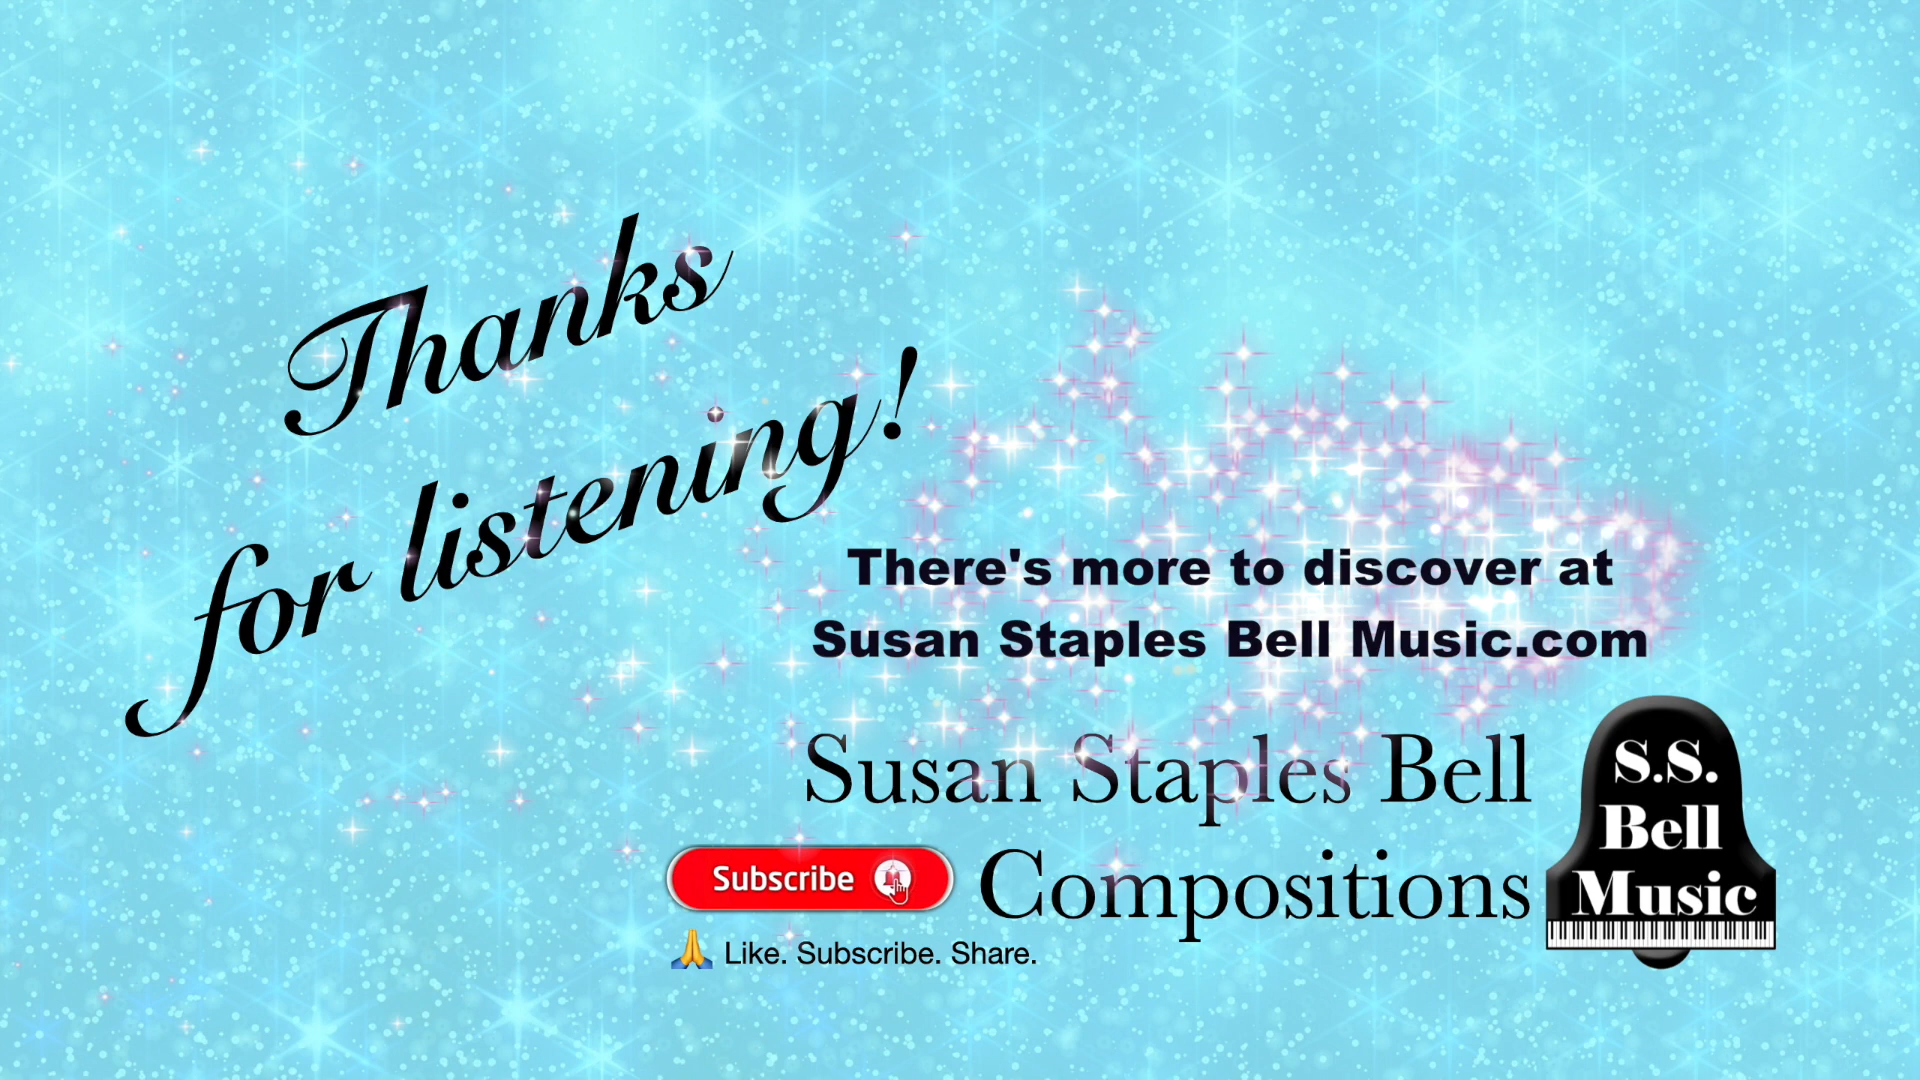 Thanks
for listening!
There's more to discover at
Susan Staples Bell Music.com
Susan Staples Bell
Compositions
S.S.
Bell
Music
Subscribe
🙏 Like. Subscribe. Share.